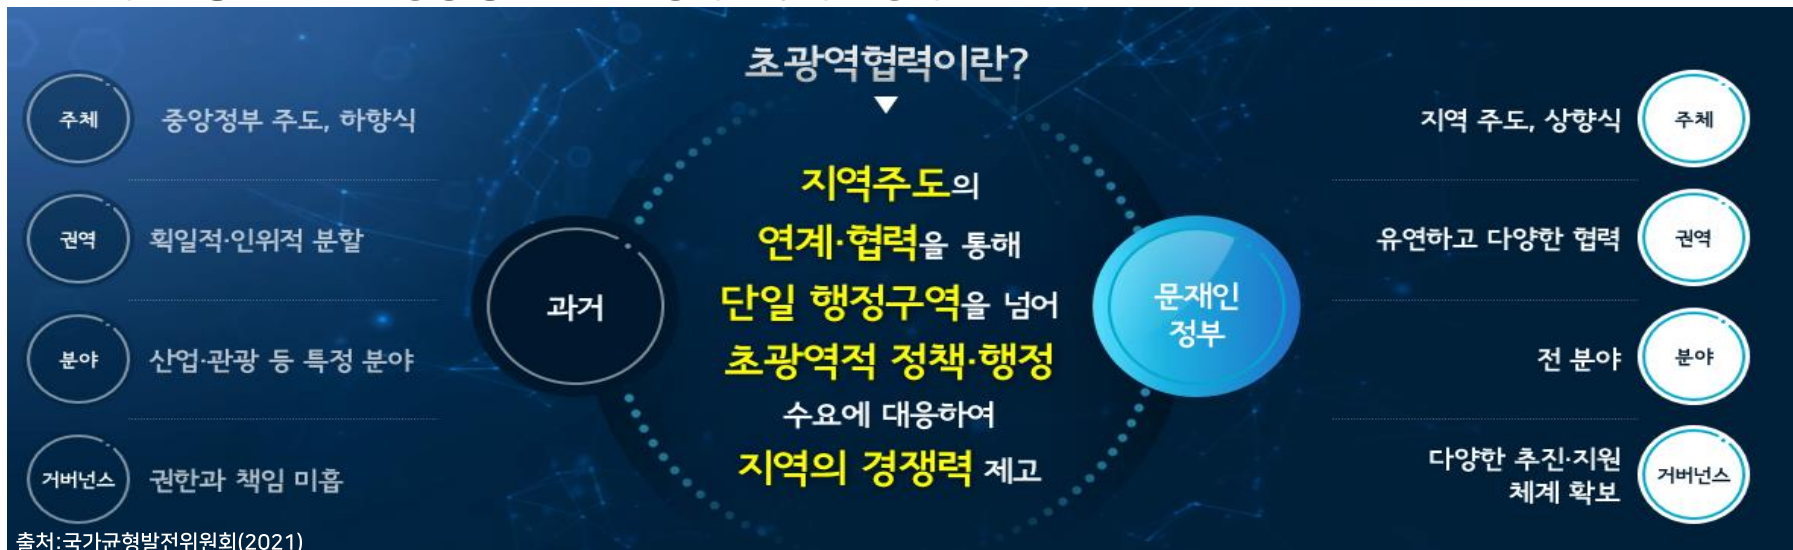 초광역협력이란?
지역주도의
연계·협력을 통해
단일 행정구역을 넘어
초광역적 정책·행정
수요에 대응하여
지역의 경쟁력 제고
과거
주체
중앙정부 주도, 하향식
권역
획일적·인위적 분할
분야
산업·관광 등 특정 분야
거버넌스
권한과 책임 미흡
문재인
정부
지역 주도, 상향식
주체
유연하고 다양한 협력
권역
전 분야
분야
다양한 추진·지원
체계 확보
거버넌스
출처:국가균형발전위원회(2021)